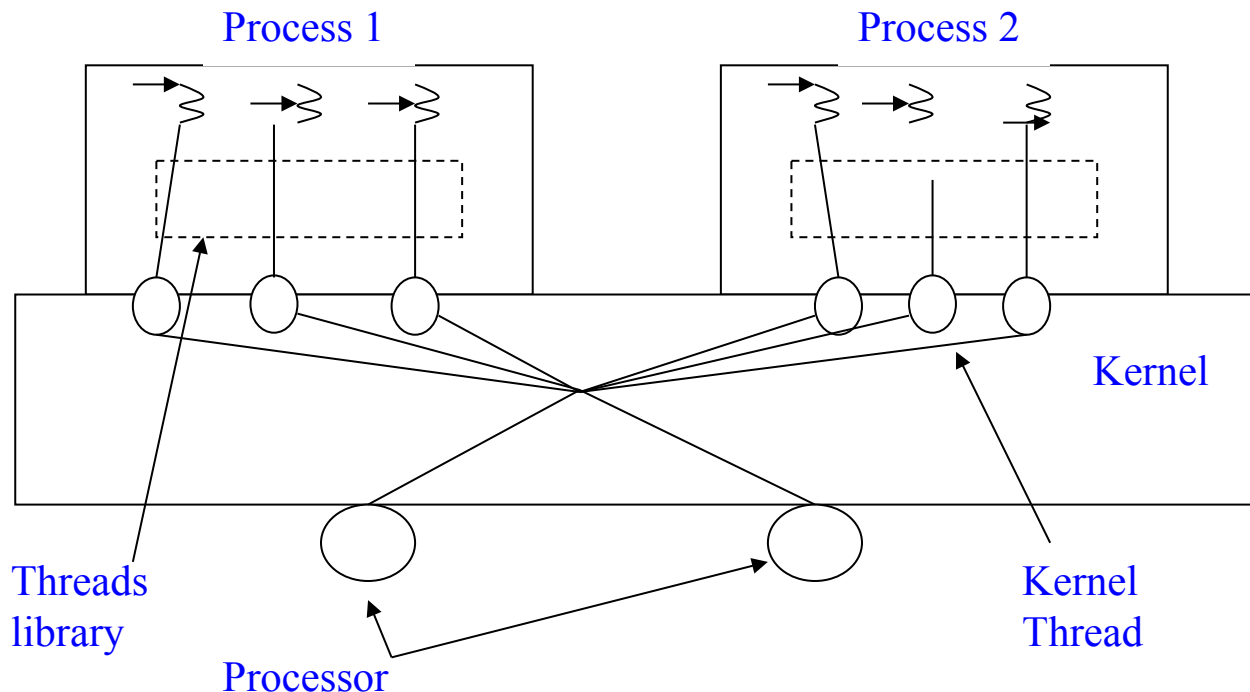 Process 1
Process 2
Kernel
Threads
library
Kernel
Thread
Processor